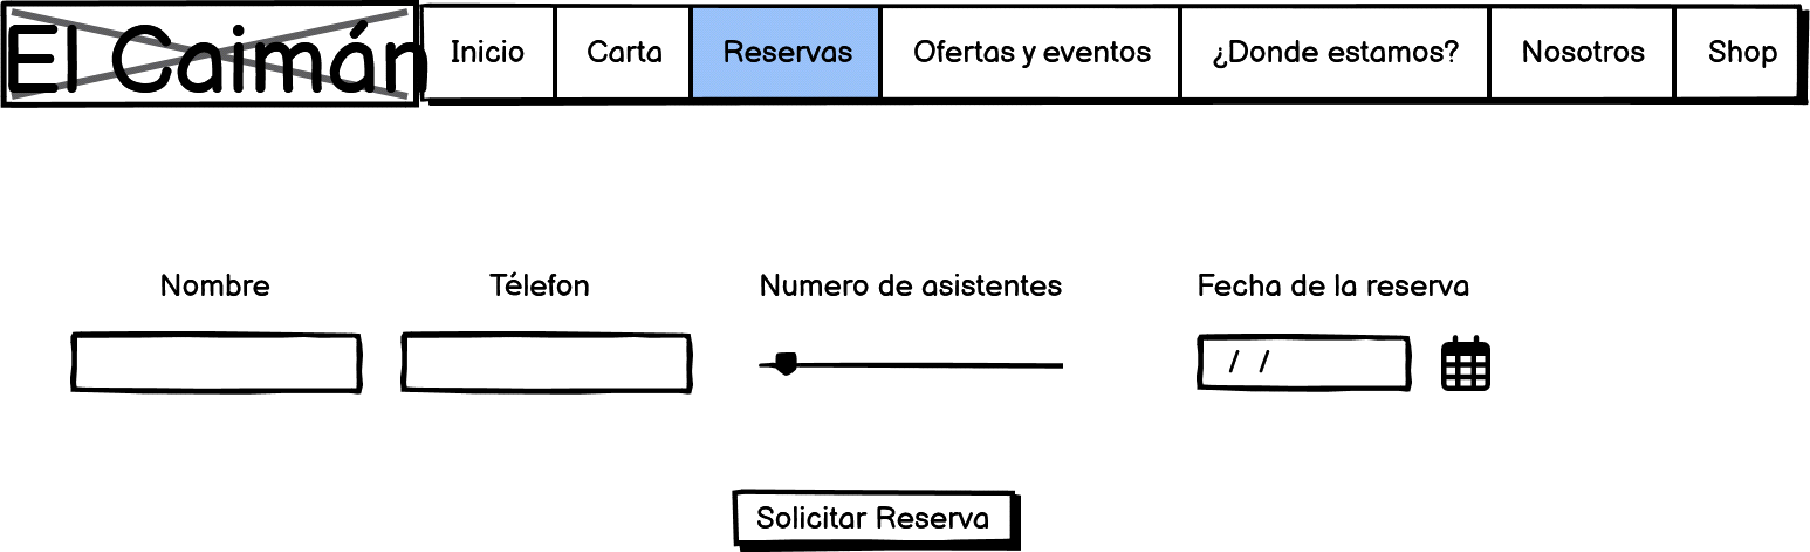 El Caimán
Inicio Carta Reservas Ofertas y eventos ¿Donde estamos? Nosotros Shop
Nombre Télefon Numero de asistentes Fecha de la reserva
/ /
Solicitar Reserva